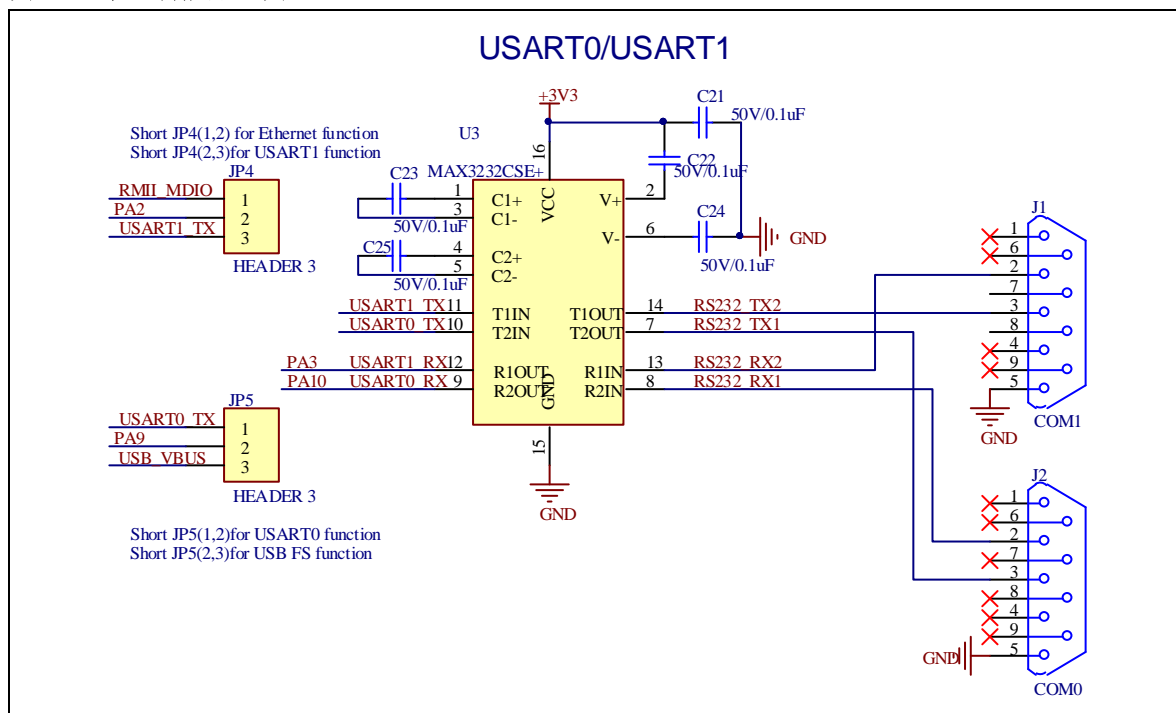 USART0/USART1
+3V3
C21
50V/0.1uF
U3
Short JP4(1,2) for Ethernet function
Short JP4(2,3)for USART1 function
JP4
RMII_MDIO
1
PA2
2
USART1_TX
3
HEADER 3
MAX3232CSE+
16
VCC
C22
50V/0.1uF
C23
50V/0.1uF
1
C1+
3
C1-
C25
50V/0.1uF
4
C2+
5
C2-
2
V+
6
V-
C24
50V/0.1uF
GND
USART1_TX 11
T1IN
USART0_TX 10
T2IN
T1OUT
14
RS232_TX2
T2OUT
7
RS232_TX1
PA3
USART1_RX 12
R1OUT
PA10
USART0_RX 9
R2OUT
R1IN
13
RS232_RX2
R2IN
8
RS232_RX1
GND
15
GND
JP5
USART0_TX
1
PA9
2
USB_VBUS
3
HEADER 3
Short JP5(1,2)for USART0 function
Short JP5(2,3)for USB FS function
J1
1
6
2
7
3
8
4
9
5
GND
COM1
J2
1
6
2
7
3
8
4
9
5
GND
COM0